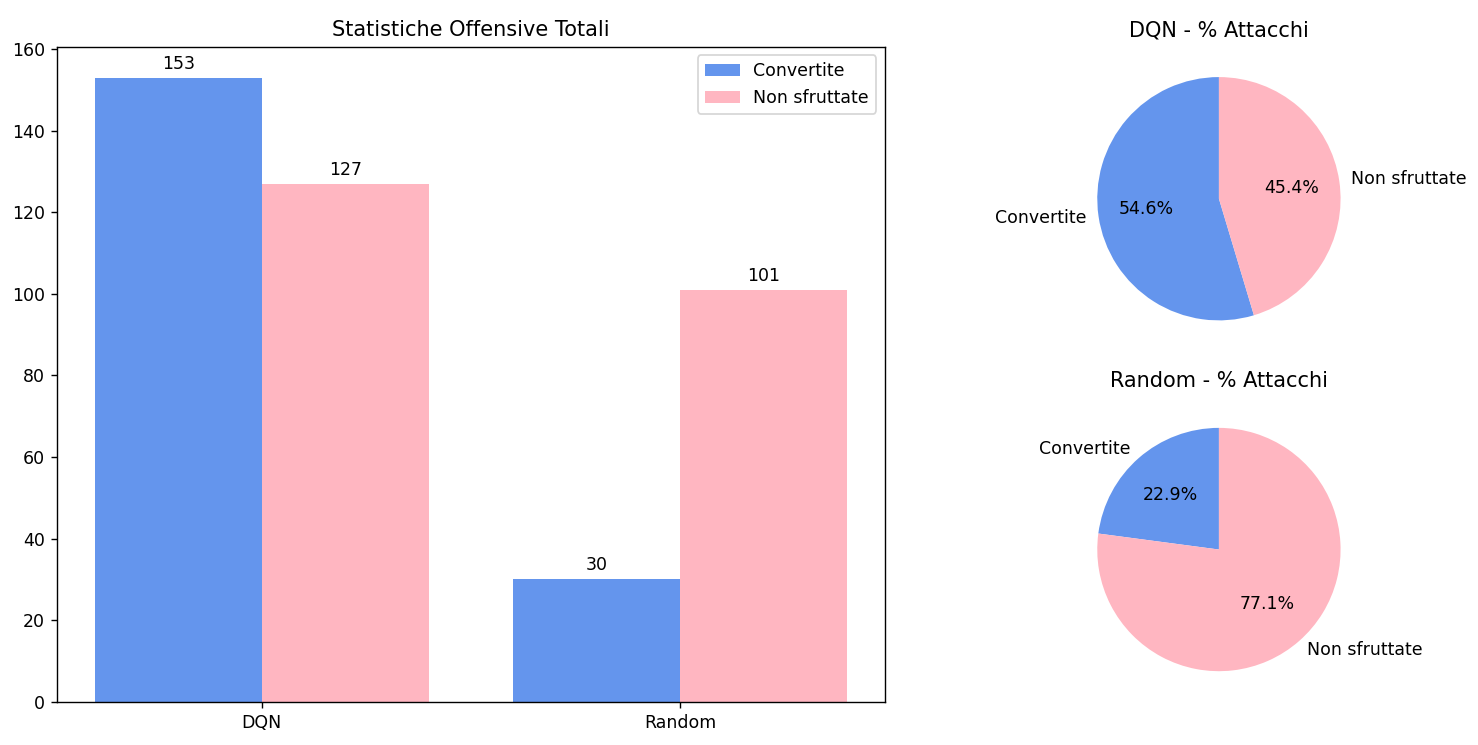 Statistiche Offensive Totali
160
140
120
100
80
60
40
20
0
153
127
30
101
Convertite
Non sfruttate
DQN
Random
DQN - % Attacchi
Convertite
54.6%
45.4%
Non sfruttate
Random - % Attacchi
Convertite
22.9%
77.1%
Non sfruttate